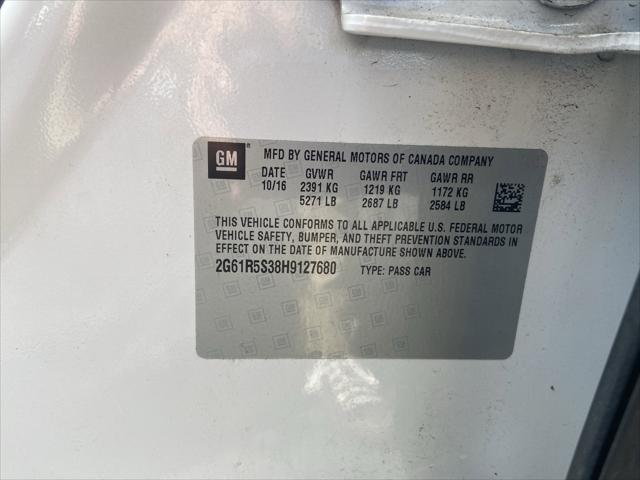 GM ® MFD BY GENERAL MOTORS OF CANADA COMPANY
DATE GVWR GAWR FRT GAWR RR
10/16 2391 KG 1219 KG 1172 KG
5271 LB 2687 LB 2584 LB
THIS VEHICLE CONFORMS TO ALL APPLICABLE U.S. FEDERAL MOTOR
VEHICLE SAFETY, BUMPER, AND THEFT PREVENTION STANDARDS IN
EFFECT ON THE DATE OF MANUFACTURE SHOWN ABOVE.
2G61R5S38H9127680 TYPE: PASS CAR